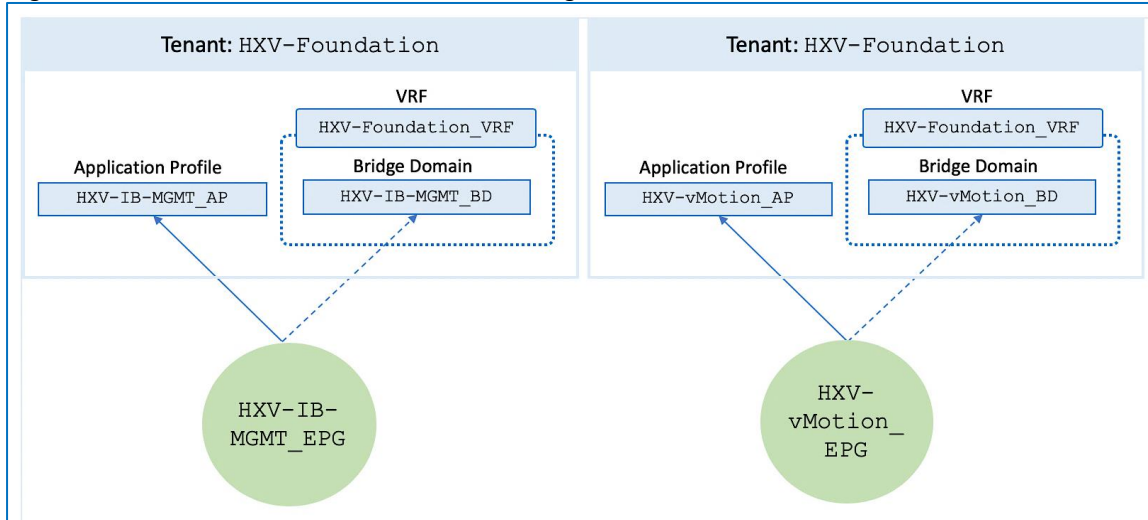 Tenant: HXV-Foundation
VRF
HXV-Foundation_VRF
Application Profile
Bridge Domain
HXV-IB-MGMT_AP
HXV-IB-MGMT_BD
HXV-IB-
MGMT_EPG
Tenant: HXV-Foundation
VRF
HXV-Foundation_VRF
Application Profile
Bridge Domain
HXV-vMotion_AP
HXV-vMotion_BD
HXV-
vMotion_
EPG